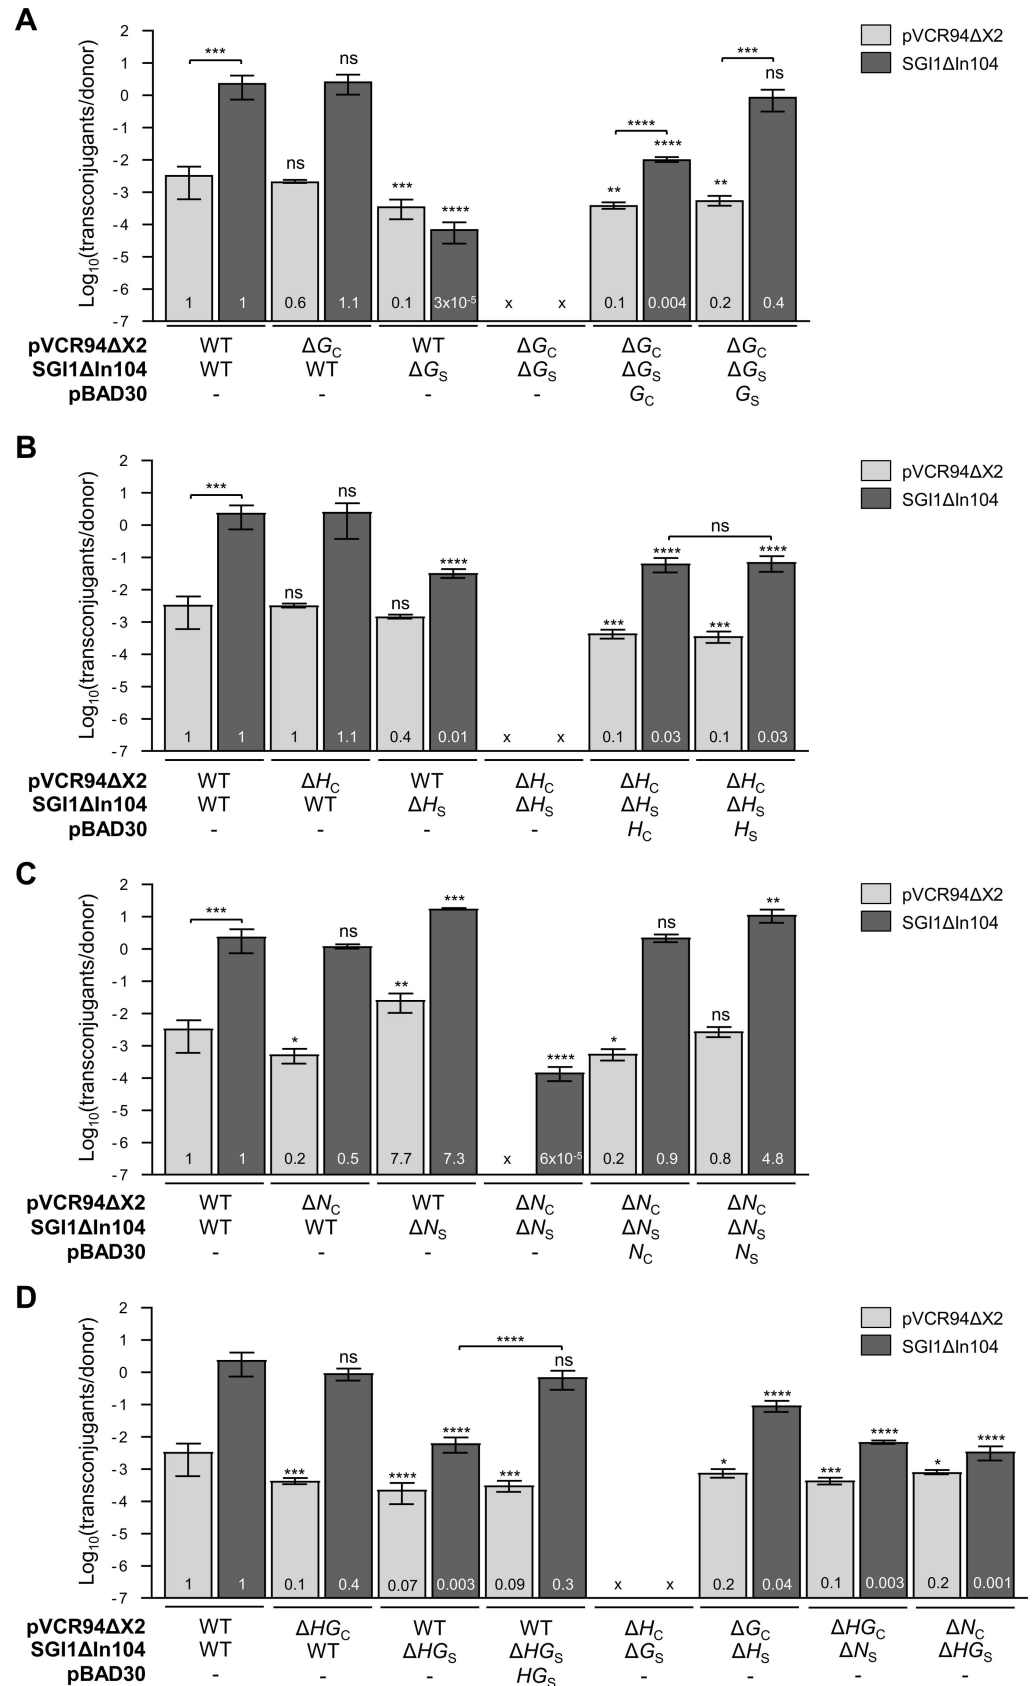 A
2
1
0
-1
-2
-3
-4
-5
-6
-7
Log10(transconjugants/donor)
pVCR94ΔX2
SGI1ΔIn104
*** ns ns *** **** ** **** **** ** *** ns
1 1 0.6 1.1 0.1 3x10-5 x x 0.1 0.004 0.2 0.4
pVCR94ΔX2 WT ΔGC WT ΔGC ΔGC ΔGC
SGI1ΔIn104 WT WT ΔGS ΔGS ΔGS ΔGS
pBAD30 - - - - GC GS
B
2
1
0
-1
-2
-3
-4
-5
-6
-7
Log10(transconjugants/donor)
pVCR94ΔX2
SGI1ΔIn104
*** ns ns ns **** *** **** ns *** ****
1 1 1 1.1 0.4 0.01 x x 0.1 0.03 0.1 0.03
pVCR94ΔX2 WT ΔHC WT ΔHC ΔHC ΔHC
SGI1ΔIn104 WT WT ΔHS ΔHS ΔHS ΔHS
pBAD30 - - - - HC HS
C
2
1
0
-1
-2
-3
-4
-5
-6
-7
Log10(transconjugants/donor)
pVCR94ΔX2
SGI1ΔIn104
*** * ns ** *** **** * ns ns **
1 1 0.2 0.5 7.7 7.3 x 6x10-5 0.2 0.9 0.8 4.8
pVCR94ΔX2 WT ΔNC WT ΔNC ΔNC ΔNC
SGI1ΔIn104 WT WT ΔNS ΔNS ΔNS ΔNS
pBAD30 - - - - NC NS
D
2
1
0
-1
-2
-3
-4
-5
-6
-7
Log10(transconjugants/donor)
pVCR94ΔX2
SGI1ΔIn104
*** ns **** **** **** *** ns * **** *** **** * ****
1 1 0.1 0.4 0.07 0.003 0.09 0.3 x x 0.2 0.04 0.1 0.003 0.2 0.001
pVCR94ΔX2 WT ΔHGC WT WT ΔHC ΔGC ΔHGC ΔNC
SGI1ΔIn104 WT WT ΔHGS ΔHGS ΔGS ΔHS ΔNS ΔHGS
pBAD30 - - - HGS - - - -